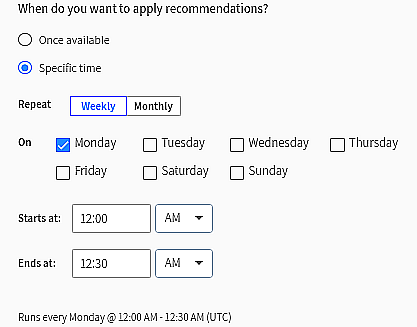 When do you want to apply recommendations?
Once available
Specific time
Repeat Weekly Monthly
On Monday Tuesday Wednesday Thursday
Friday Saturday Sunday
Starts at: 12:00 AM
Ends at: 12:30 AM
Runs every Monday @ 12:00 AM - 12:30 AM (UTC)